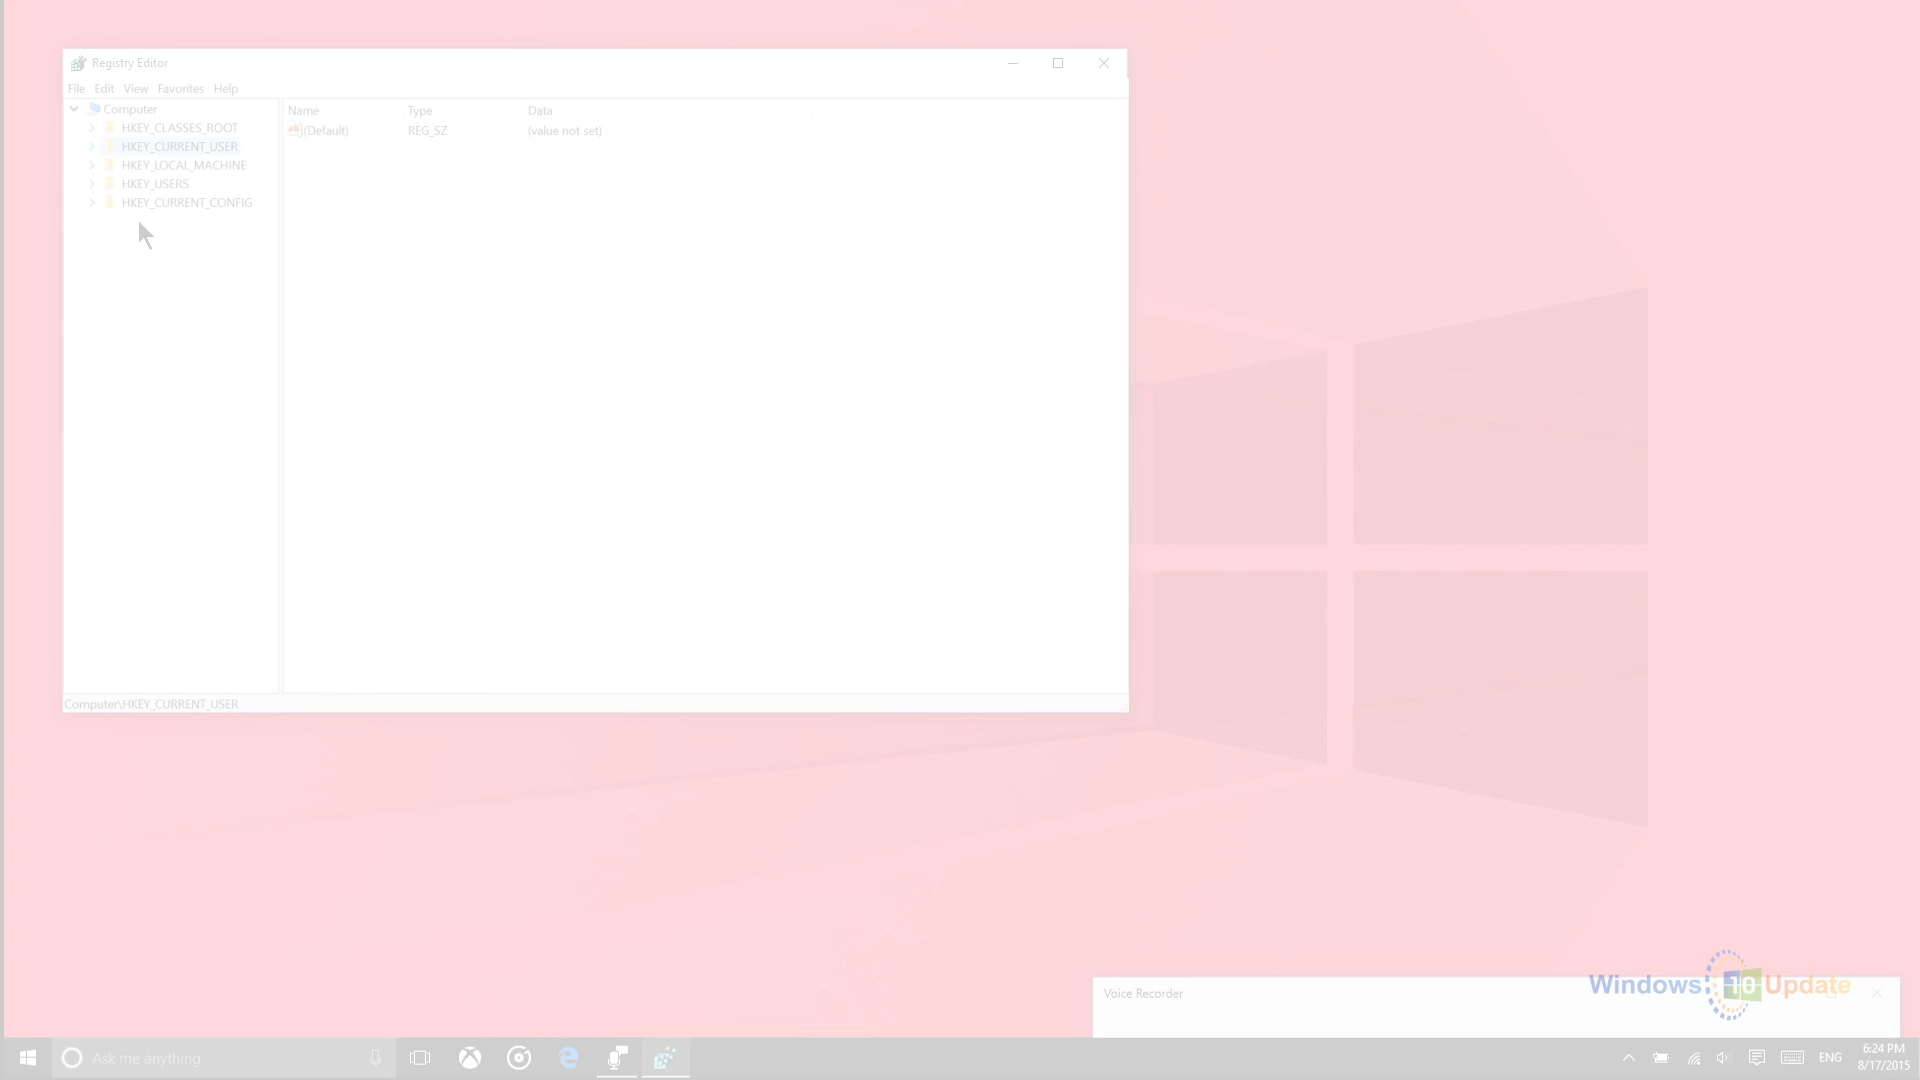 Registry Editor
File Edit View Favorites Help
Computer
HKEY_CLASSES_ROOT
HKEY_CURRENT_USER
HKEY_LOCAL_MACHINE
HKEY_USERS
HKEY_CURRENT_CONFIG
Name Type Data
ab (Default) REG_SZ (value not set)
Computer\HKEY_CURRENT_USER
Voice Recorder
Windows 10 Update
Ask me anything
ENG
6:24 PM
8/17/2015